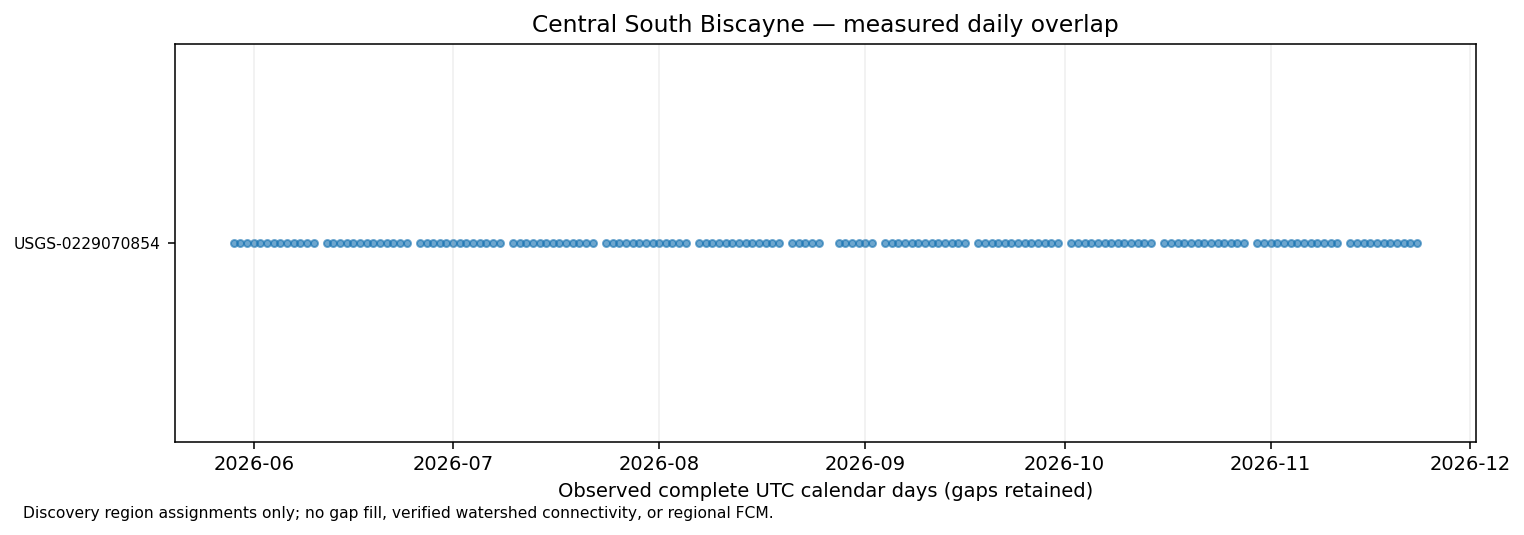 Central South Biscayne — measured daily overlap
USGS-0229070854
2026-06 2026-07 2026-08 2026-09 2026-10 2026-11 2026-12
Observed complete UTC calendar days (gaps retained)
Discovery region assignments only; no gap fill, verified watershed connectivity, or regional FCM.